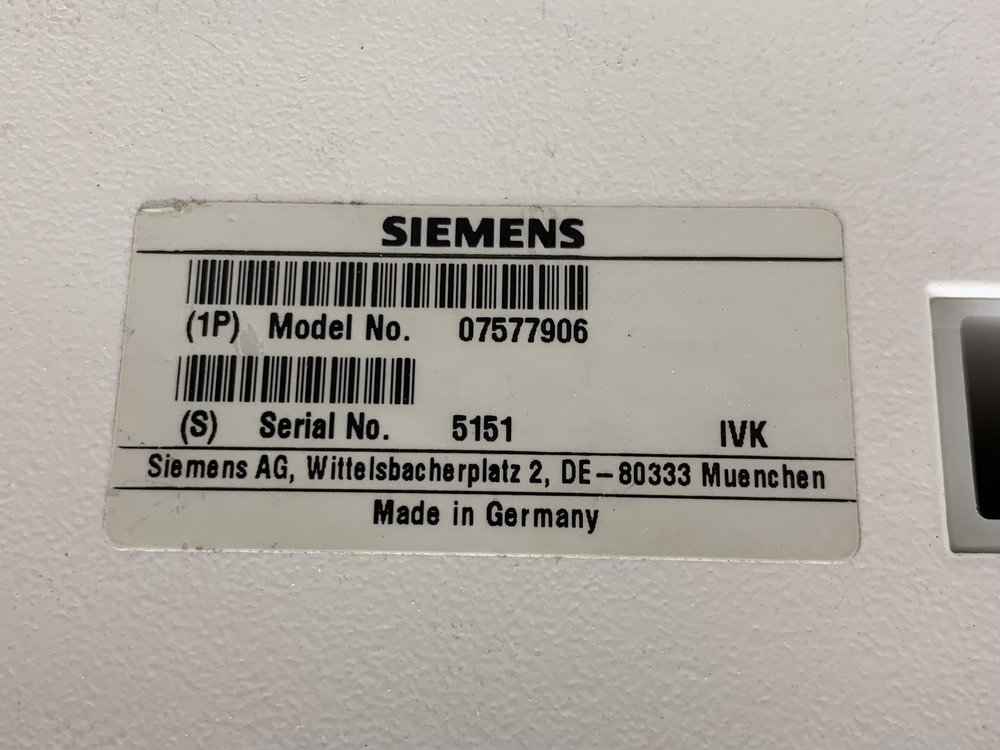 SIEMENS
(1P) Model No. 07577906
(S) Serial No. 5151 IVK
Siemens AG, Wittelsbacherplatz 2, DE-80333 Muenchen
Made in Germany